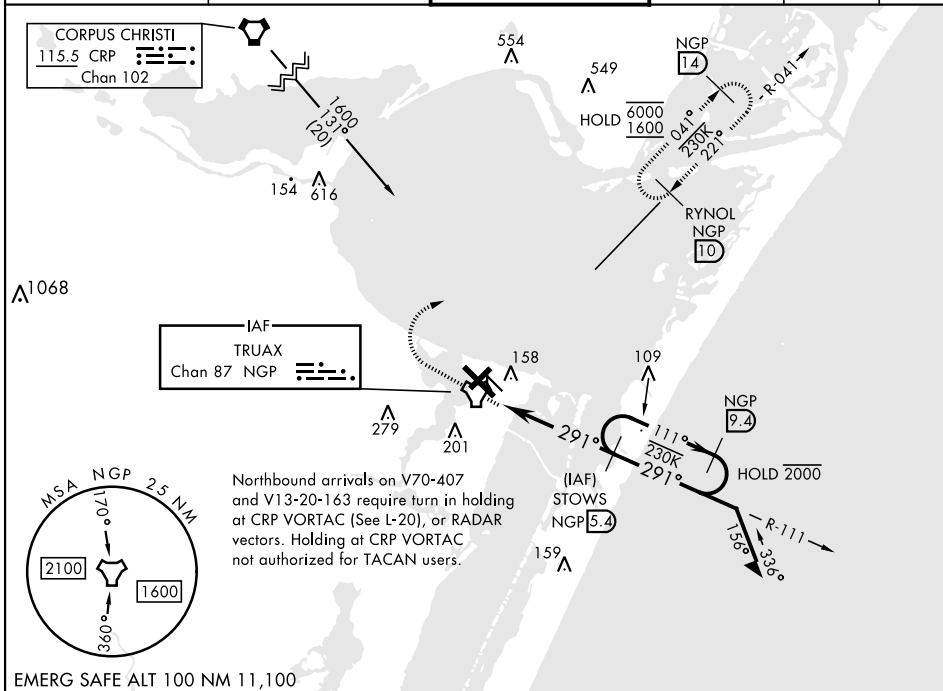 CORPUS CHRISTI
115.5 CRP
Chan 102
1600
131°
(20)
554
549
NGP
14
R-041
HOLD 6000
1600
041°
230K
221°
RYNOL
NGP
10
154
616
1068
IAF
TRUAX
Chan 87 NGP
158
109
279
201
291°
111°
230K
291°
NGP
9.4
HOLD 2000
(IAF)
STOWS
NGP 5.4
159
R-111
156°
336°
MSA NGP 25 NM
170°
2100
1600
360°
Northbound arrivals on V70-407
and V13-20-163 require turn in holding
at CRP VORTAC (See L-20), or RADAR
vectors. Holding at CRP VORTAC
not authorized for TACAN users.
EMERG SAFE ALT 100 NM 11,100